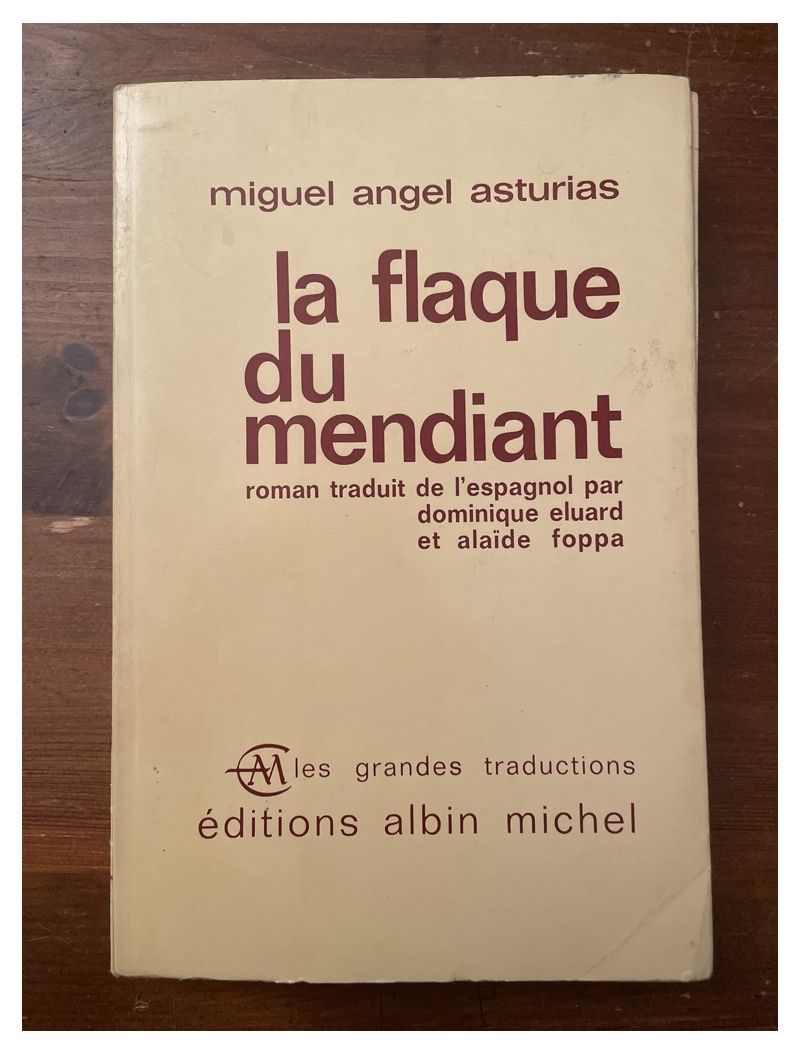 miguel angel asturias
la flaque
du
mendiant
roman traduit de l'espagnol par
dominique eluard
et alaïde foppa
AM les grandes traductions
éditions albin michel